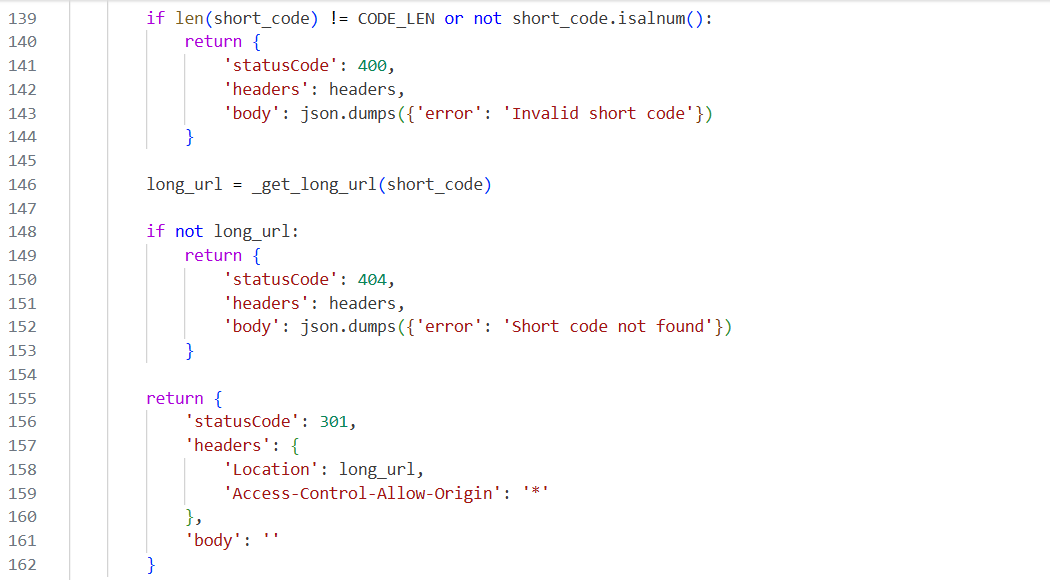 139 if len(short_code) != CODE_LEN or not short_code.isalnum():
140 return {
141 'statusCode': 400,
142 'headers': headers,
143 'body': json.dumps({'error': 'Invalid short code'})
144 }
145
146 long_url = _get_long_url(short_code)
147
148 if not long_url:
149 return {
150 'statusCode': 404,
151 'headers': headers,
152 'body': json.dumps({'error': 'Short code not found'})
153 }
154
155 return {
156 'statusCode': 301,
157 'headers': {
158 'Location': long_url,
159 'Access-Control-Allow-Origin': '*'
160 },
161 'body': ''
162 }